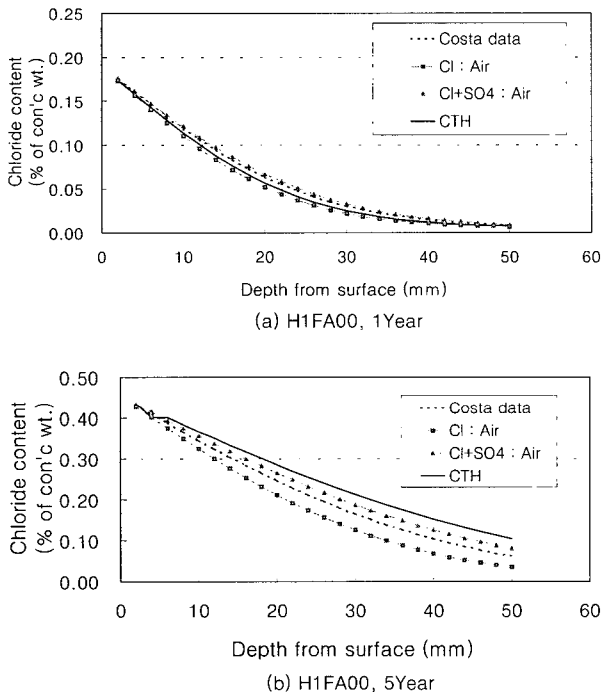 Chloride content
(% of con'c wt.)
0.25
0.20
0.15
0.10
0.05
0.00
Costa data
Cl : Air
Cl+SO4 : Air
CTH
0 10 20 30 40 50 60
Depth from surface (mm)
(a) H1FA00, 1Year
Chloride content
(% of con'c wt.)
0.50
0.40
0.30
0.20
0.10
0.00
Costa data
Cl : Air
Cl+SO4 : Air
CTH
0 10 20 30 40 50 60
Depth from surface (mm)
(b) H1FA00, 5Year